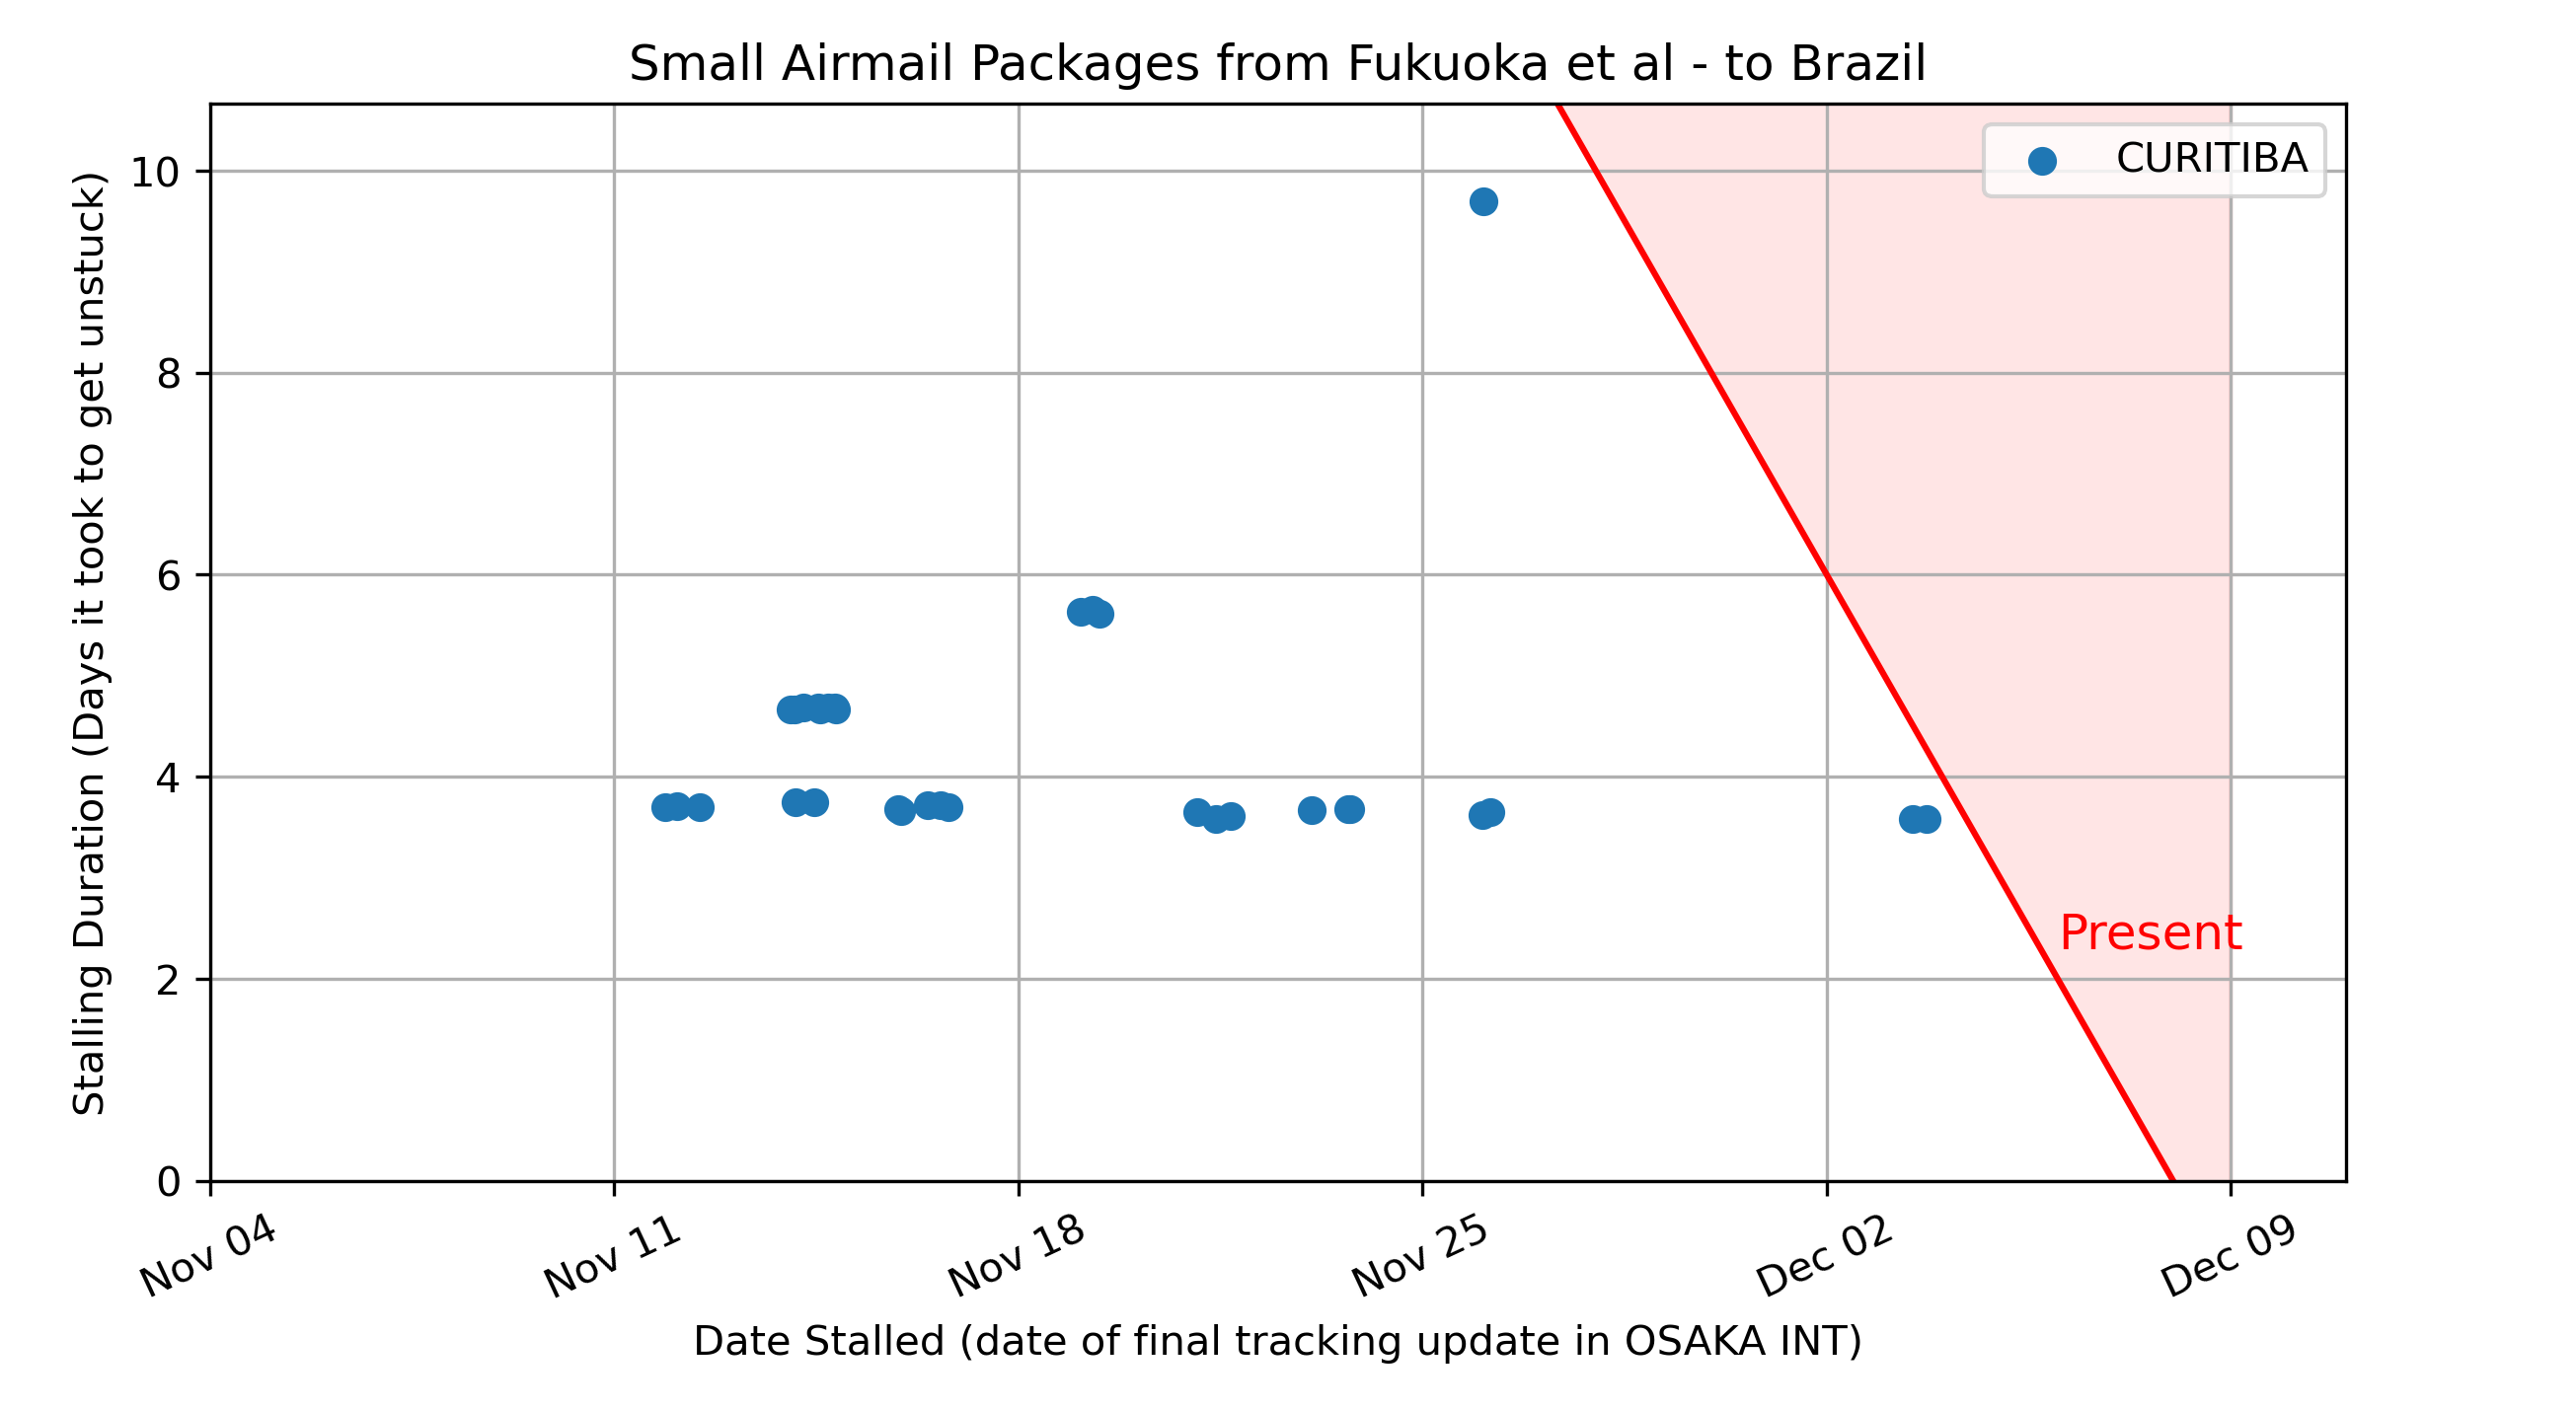 Small Airmail Packages from Fukuoka et al - to Brazil
CURITIBA
Stalling Duration (Days it took to get unstuck)
10
8
6
4
2
0
Present
Nov 04
Nov 11
Nov 18
Nov 25
Dec 02
Dec 09
Date Stalled (date of final tracking update in OSAKA INT)